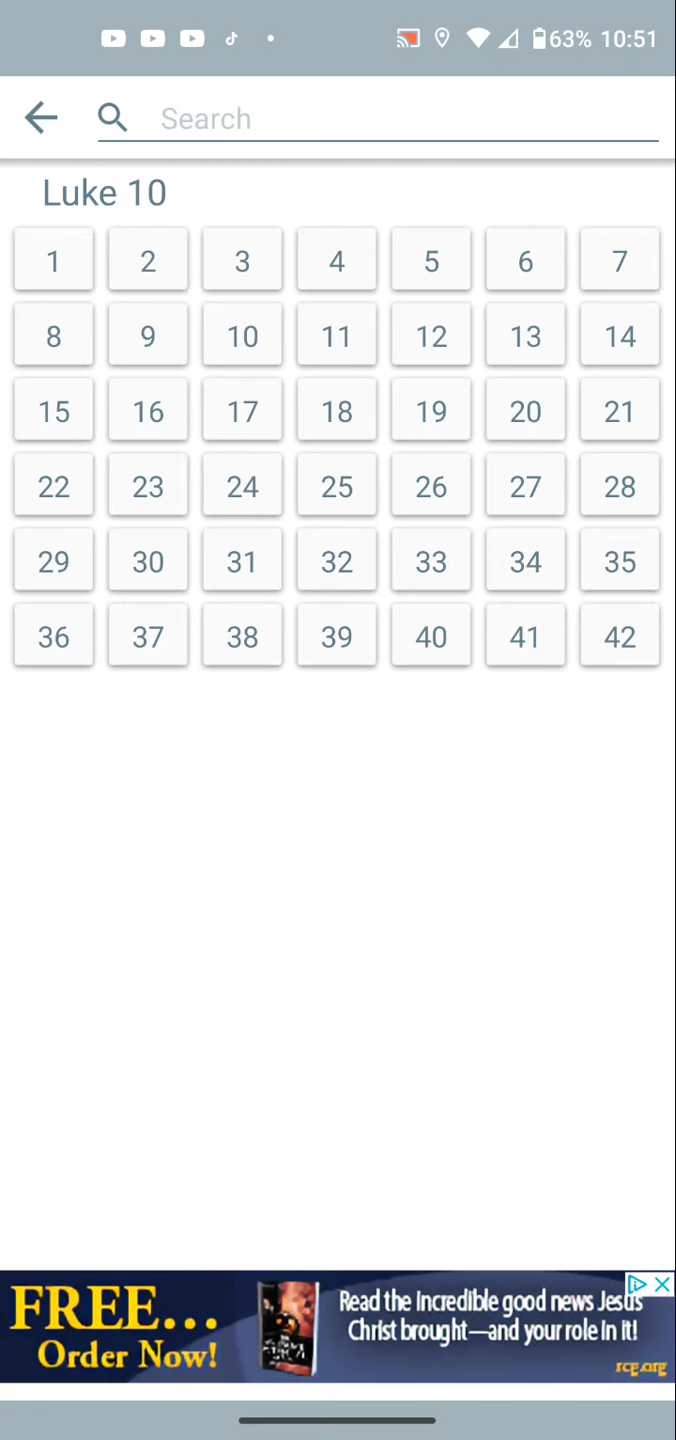 63% 10:51
Search
Luke 10
1 2 3 4 5 6 7
8 9 10 11 12 13 14
15 16 17 18 19 20 21
22 23 24 25 26 27 28
29 30 31 32 33 34 35
36 37 38 39 40 41 42
FREE...
Order Now!
Read the incredible good news Jesus
Christ brought—and your role in it!
rcg.org